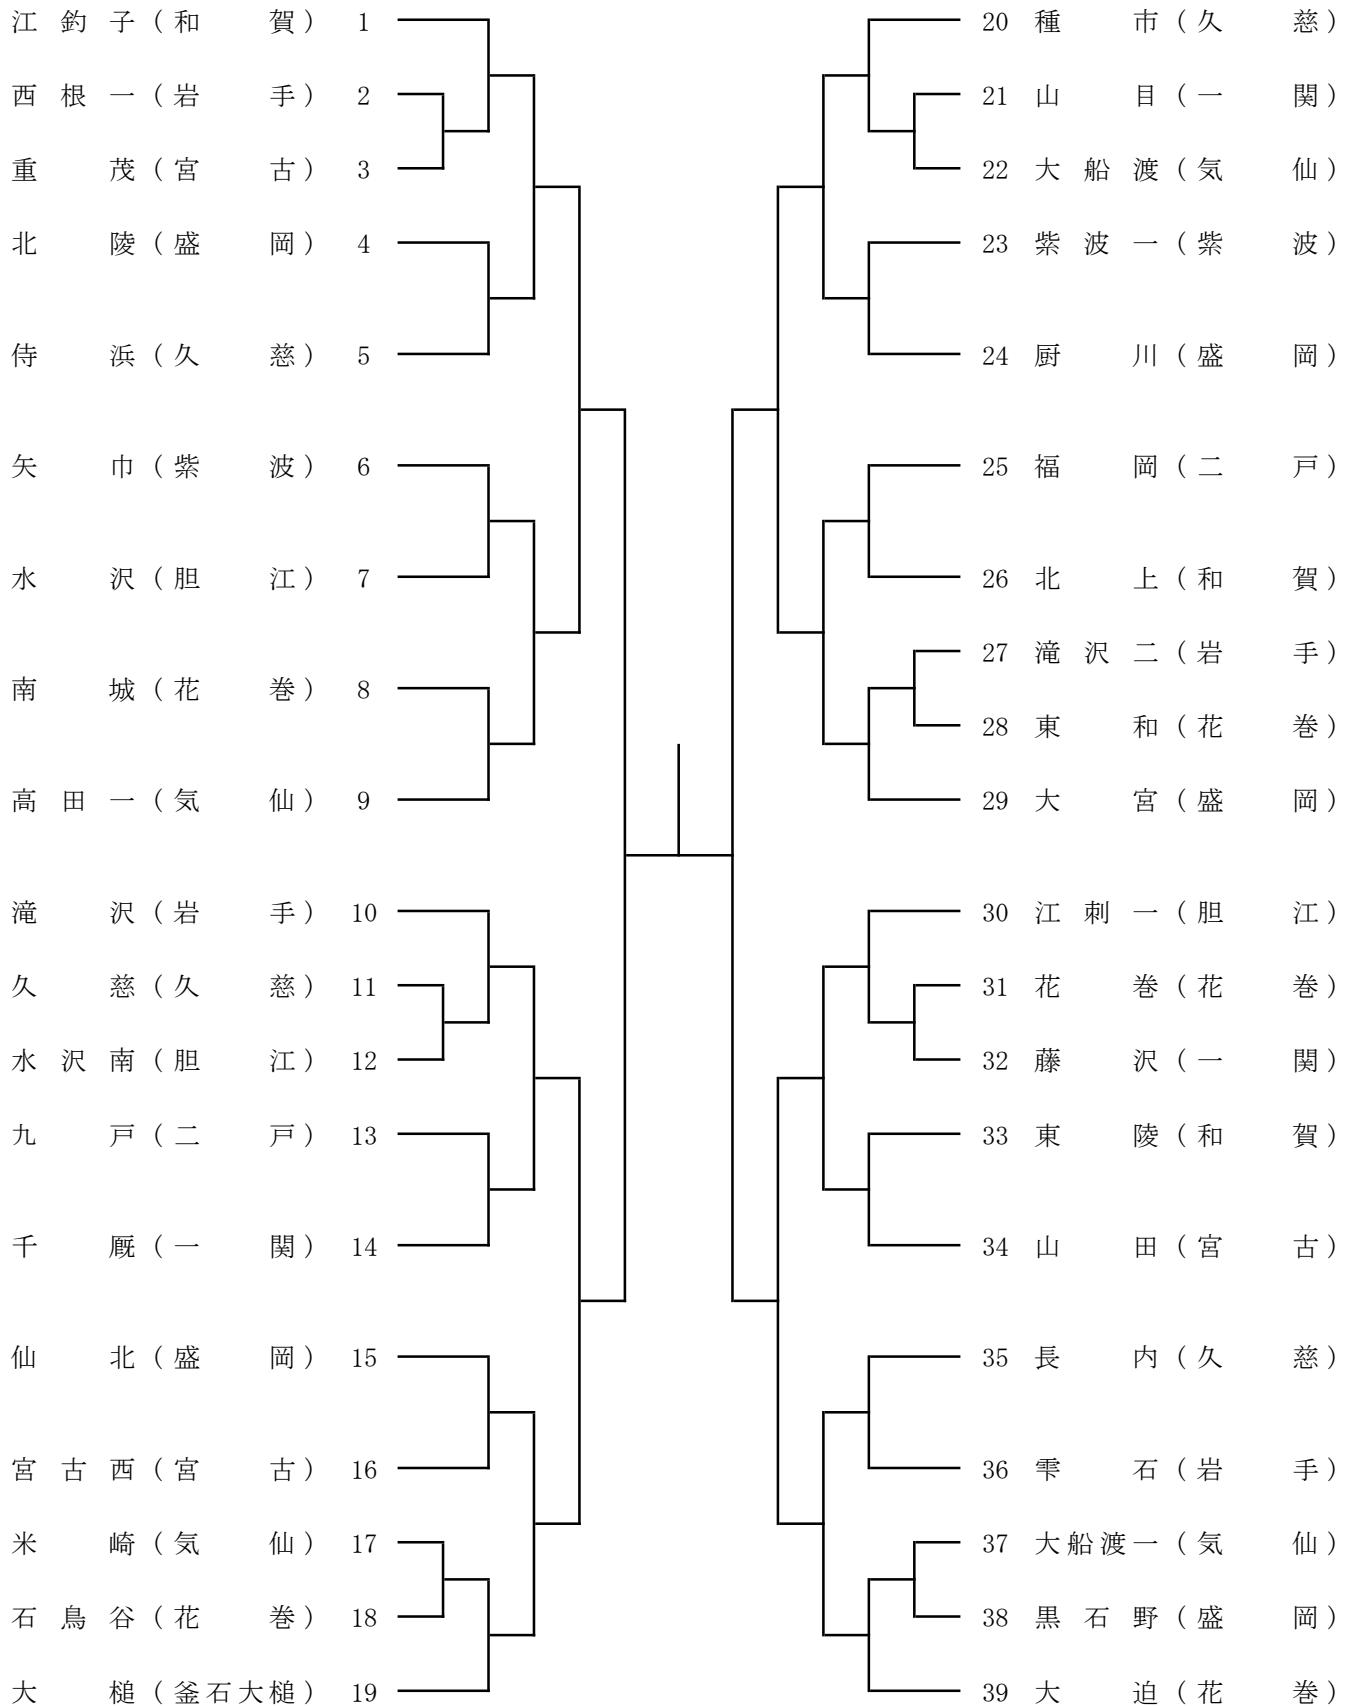 江釣子（和賀） 1
西根一（岩手） 2
重茂（宮古） 3
北陵（盛岡） 4
侍浜（久慈） 5
矢巾（紫波） 6
水沢（胆江） 7
南城（花巻） 8
高田一（気仙） 9
滝沢（岩手） 10
久慈（久慈） 11
水沢南（胆江） 12
九戸（二戸） 13
千厩（一関） 14
仙北（盛岡） 15
宮古西（宮古） 16
米崎（気仙） 17
石鳥谷（花巻） 18
大槌（釜石大槌） 19
20 種市（久慈）
21 山目（一関）
22 大船渡（気仙）
23 紫波一（紫波）
24 厨川（盛岡）
25 福岡（二戸）
26 北上（和賀）
27 滝沢二（岩手）
28 東和（花巻）
29 大宮（盛岡）
30 江刺一（胆江）
31 花巻（花巻）
32 藤沢（一関）
33 東陵（和賀）
34 山田（宮古）
35 長内（久慈）
36 雫石（岩手）
37 大船渡一（気仙）
38 黒石野（盛岡）
39 大迫（花巻）